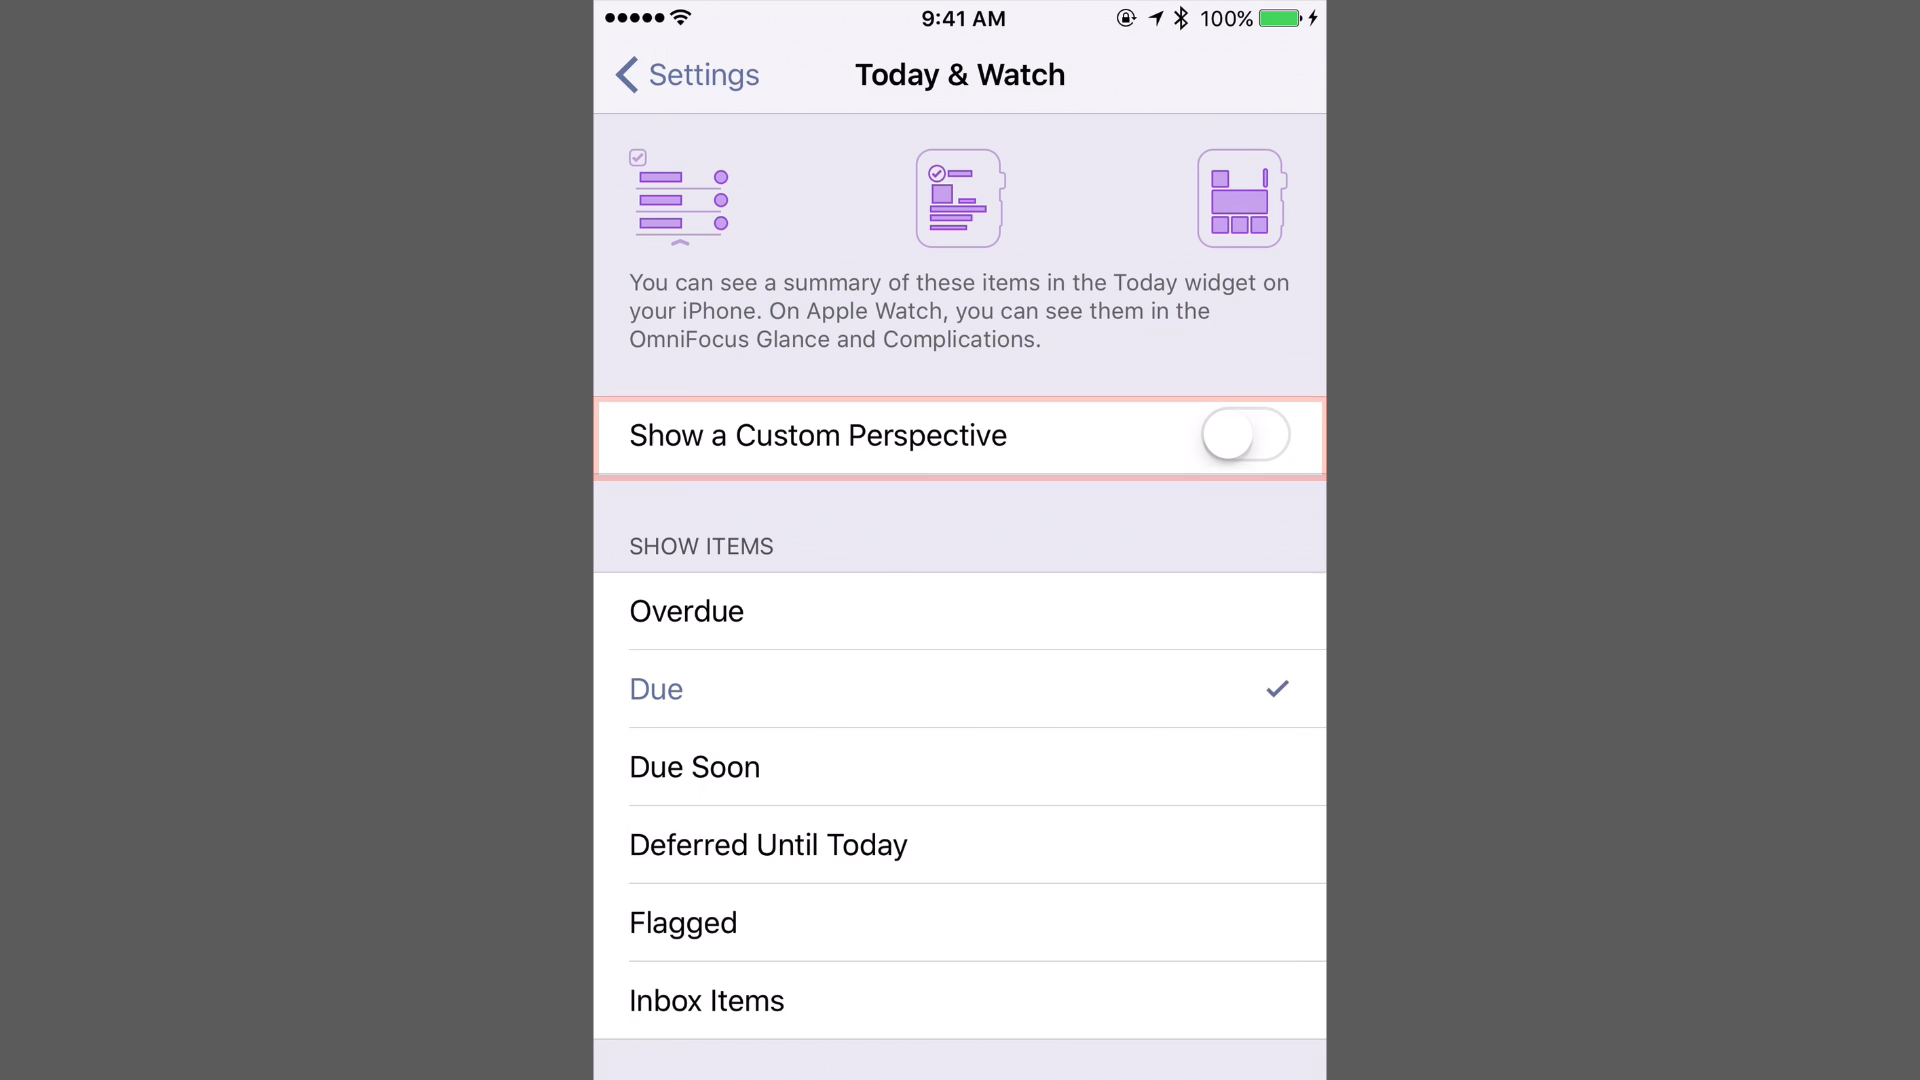 9:41 AM
100%
Settings
Today & Watch
You can see a summary of these items in the Today widget on
your iPhone. On Apple Watch, you can see them in the
OmniFocus Glance and Complications.
Show a Custom Perspective
SHOW ITEMS
Overdue
Due
Due Soon
Deferred Until Today
Flagged
Inbox Items